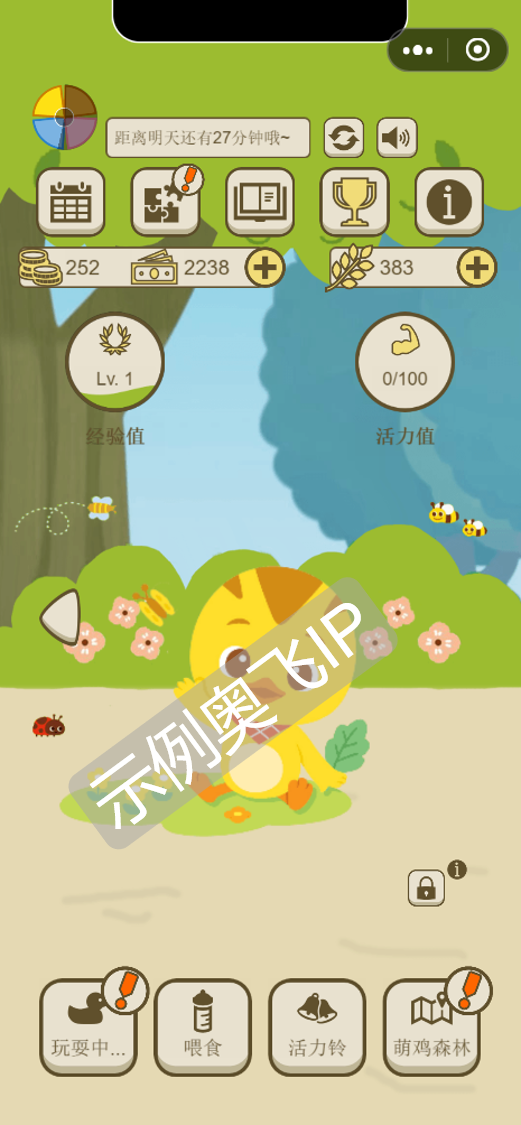 距离明天还有27分钟哦~
252
2238
383
Lv. 1
0/100
经验值
活力值
示例奥飞IP
玩耍中...
喂食
活力铃
萌鸡森林